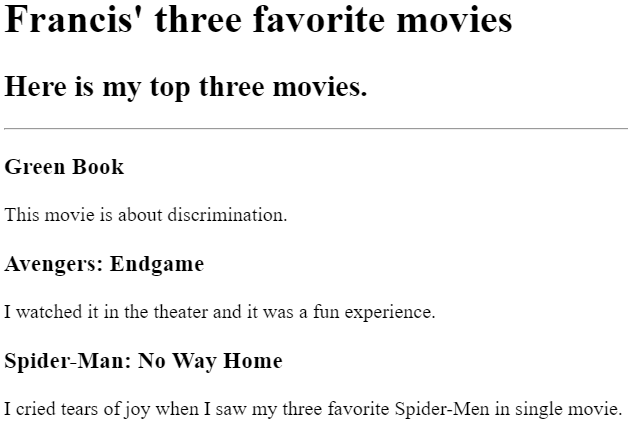 Francis' three favorite movies
Here is my top three movies.
Green Book
This movie is about discrimination.
Avengers: Endgame
I watched it in the theater and it was a fun experience.
Spider-Man: No Way Home
I cried tears of joy when I saw my three favorite Spider-Men in single movie.